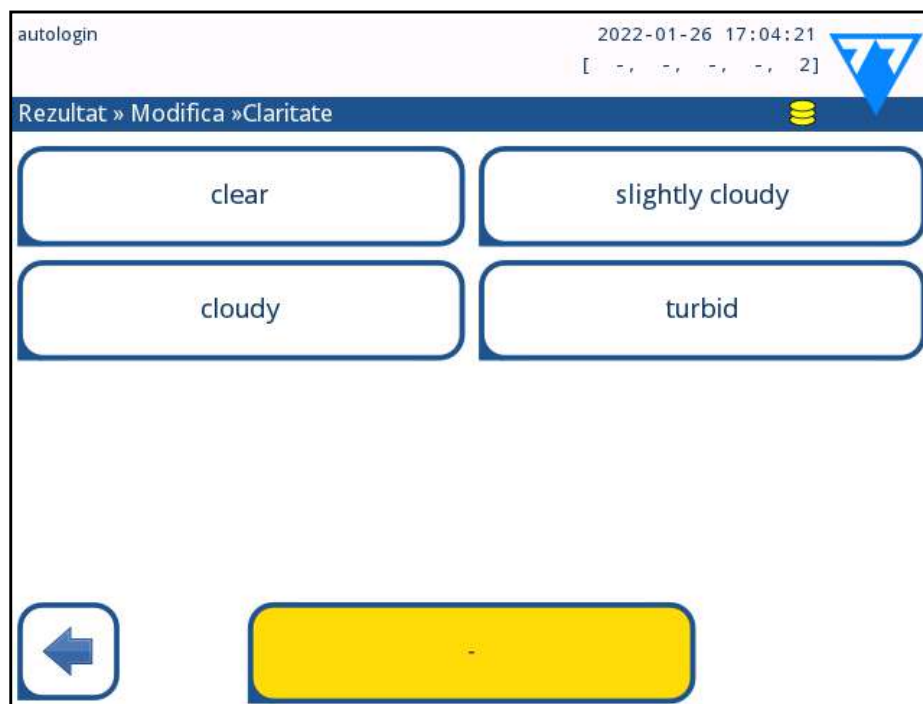 autologin
2022-01-26 17:04:21
[ -, -, -, -, 2]
Rezultat » Modifica »Claritate
clear
slightly cloudy
cloudy
turbid
-